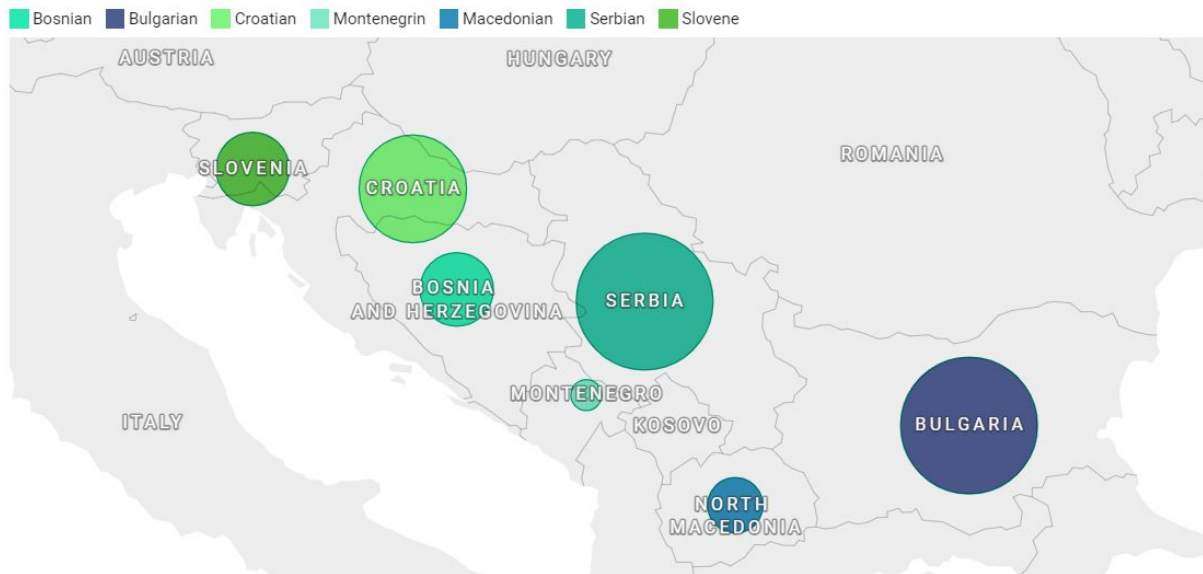 Bosnian Bulgarian Croatian Montenegrin Macedonian Serbian Slovene
AUSTRIA
HUNGARY
ROMANIA
SLOVENIA
CROATIA
BOSNIA
AND HERZEGOVINA
SERBIA
MONTENEGRO
ITALY
KOSOVO
BULGARIA
NORTH
MACEDONIA